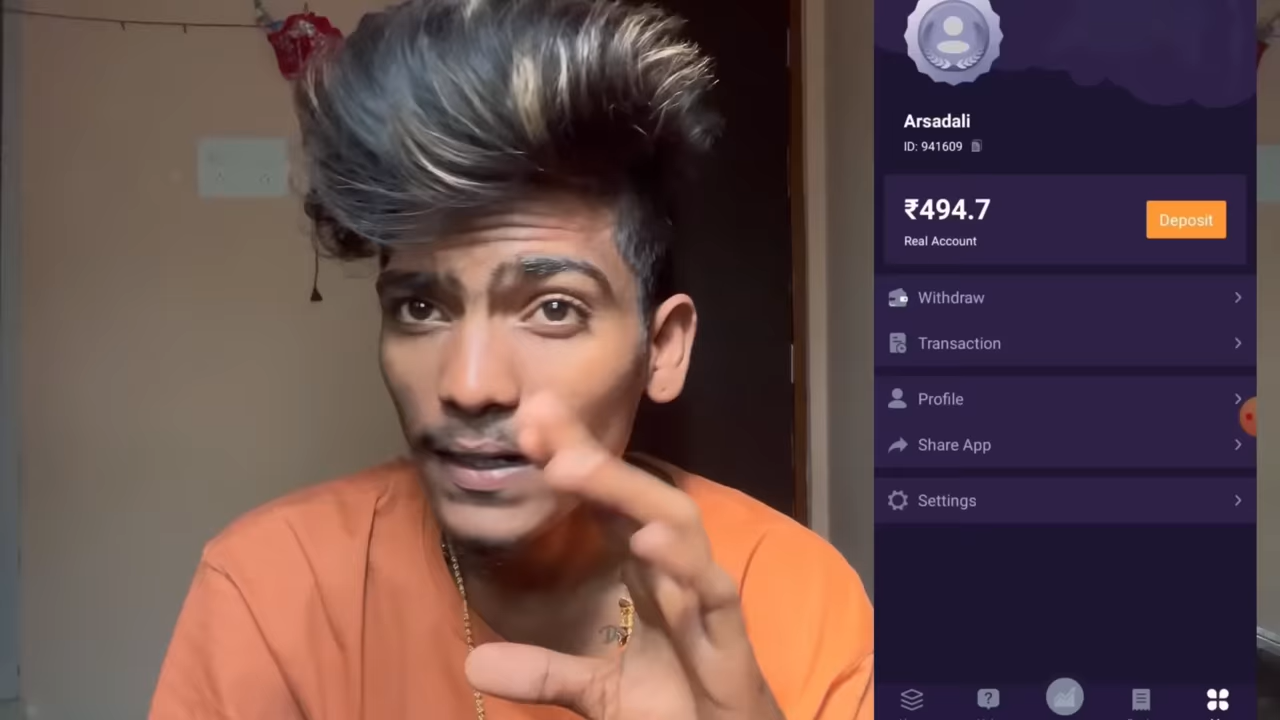 Arsadali
ID: 941609
₹494.7
Deposit
Real Account
Withdraw
Transaction
Profile
Share App
Settings